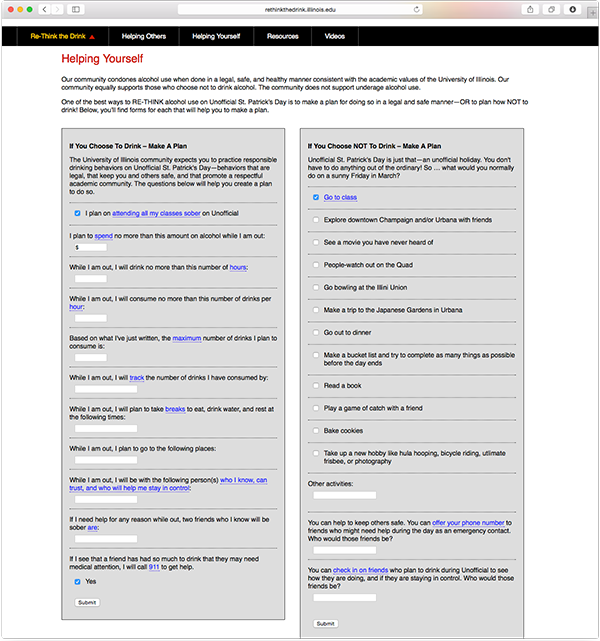 rethinkthedrink.illinois.edu
Re-Think the Drink Helping Others Helping Yourself Resources Videos
Helping Yourself
Our community condones alcohol use when done in a legal, safe, and healthy manner consistent with the academic values of the University of Illinois. Our
community equally supports those who choose not to drink alcohol. The community does not support underage alcohol use.
One of the best ways to RE-THINK alcohol use on Unofficial St. Patrick's Day is to make a plan for doing so in a legal and safe manner—OR to plan how NOT to
drink! Below, you'll find forms for each that will help you to make a plan.
If You Choose To Drink – Make A Plan
The University of Illinois community expects you to practice responsible
drinking behaviors on Unofficial St. Patrick's Day—behaviors that are
legal, that keep you and others safe, and that promote a respectful
academic community. The questions below will help you create a plan
to do so.
I plan on attending all my classes sober on Unofficial
I plan to spend no more than this amount on alcohol while I am out:
$
While I am out, I will drink no more than this number of hours:
While I am out, I will consume no more than this number of drinks per
hour:
Based on what I've just written, the maximum number of drinks I plan to
consume is:
While I am out, I will track the number of drinks I have consumed by:
While I am out, I will plan to take breaks to eat, drink water, and rest at
the following times:
While I am out, I plan to go to the following places:
While I am out, I will be with the following person(s) who I know, can
trust, and who will help me stay in control:
If I need help for any reason while out, two friends who I know will be
sober are:
If I see that a friend has had so much to drink that they may need
medical attention, I will call 911 to get help.
Yes
Submit
If You Choose NOT To Drink – Make A Plan
Unofficial St. Patrick's Day is just that—an unofficial holiday. You don't
have to do anything out of the ordinary! So … what would you normally
do on a sunny Friday in March?
Go to class
Explore downtown Champaign and/or Urbana with friends
See a movie you have never heard of
People-watch out on the Quad
Go bowling at the Illini Union
Make a trip to the Japanese Gardens in Urbana
Go out to dinner
Make a bucket list and try to complete as many things as possible
before the day ends
Read a book
Play a game of catch with a friend
Bake cookies
Take up a new hobby like hula hooping, bicycle riding, utlimate
frisbee, or photography
Other activities:
You can help to keep others safe. You can offer your phone number to
friends who might need help during the day as an emergency contact.
Who would those friends be?
You can check in on friends who plan to drink during Unofficial to see
how they are doing, and if they are staying in control. Who would those
friends be?
Submit